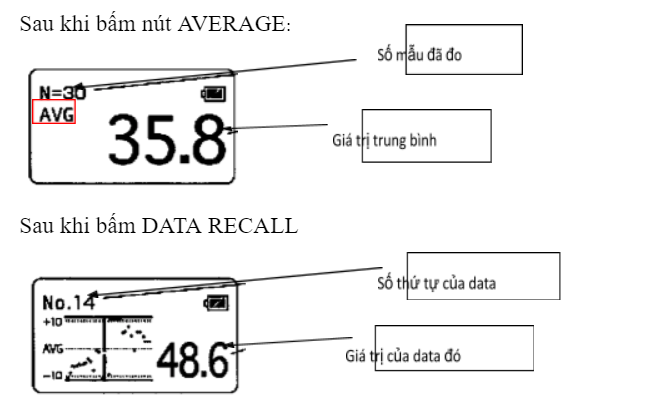 Sau khi bấm nút AVERAGE:
Số mẫu đã đo
N=30
AVG
35.8
Giá trị trung bình
Sau khi bấm DATA RECALL
Số thứ tự của data
No.14
+10
AVG
-10
48.6
Giá trị của data đó